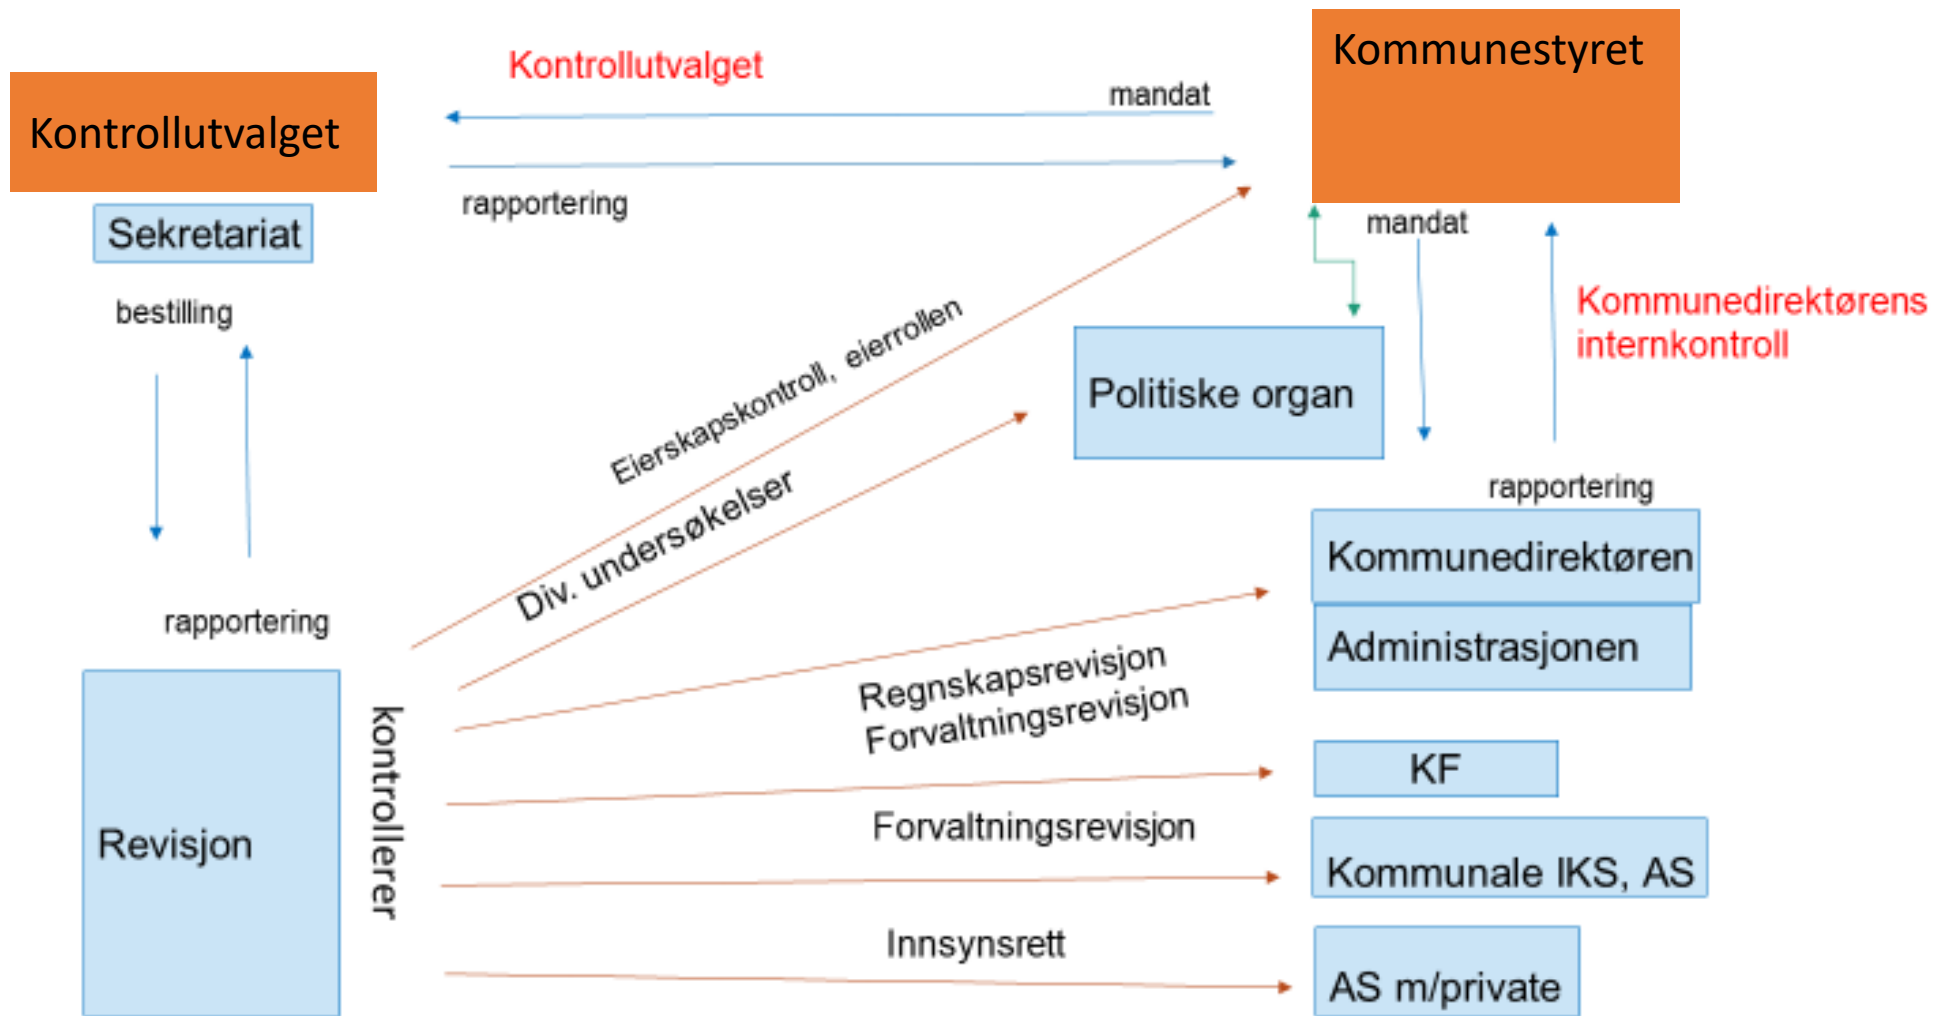 Kontrollutvalget
Kommunestyret
mandat
Kontrollutvalget
rapportering
Sekretariat
mandat
bestilling
Kommunedirektørens
internkontroll
Eierskapskontroll, eierrollen
Politiske organ
Div. undersøkelser
rapportering
Kommunedirektøren
rapportering
Administrasjonen
Regnskapsrevisjon
Forvaltningsrevisjon
kontrollerer
KF
Revisjon
Forvaltningsrevisjon
Kommunale IKS, AS
Innsynsrett
AS m/private